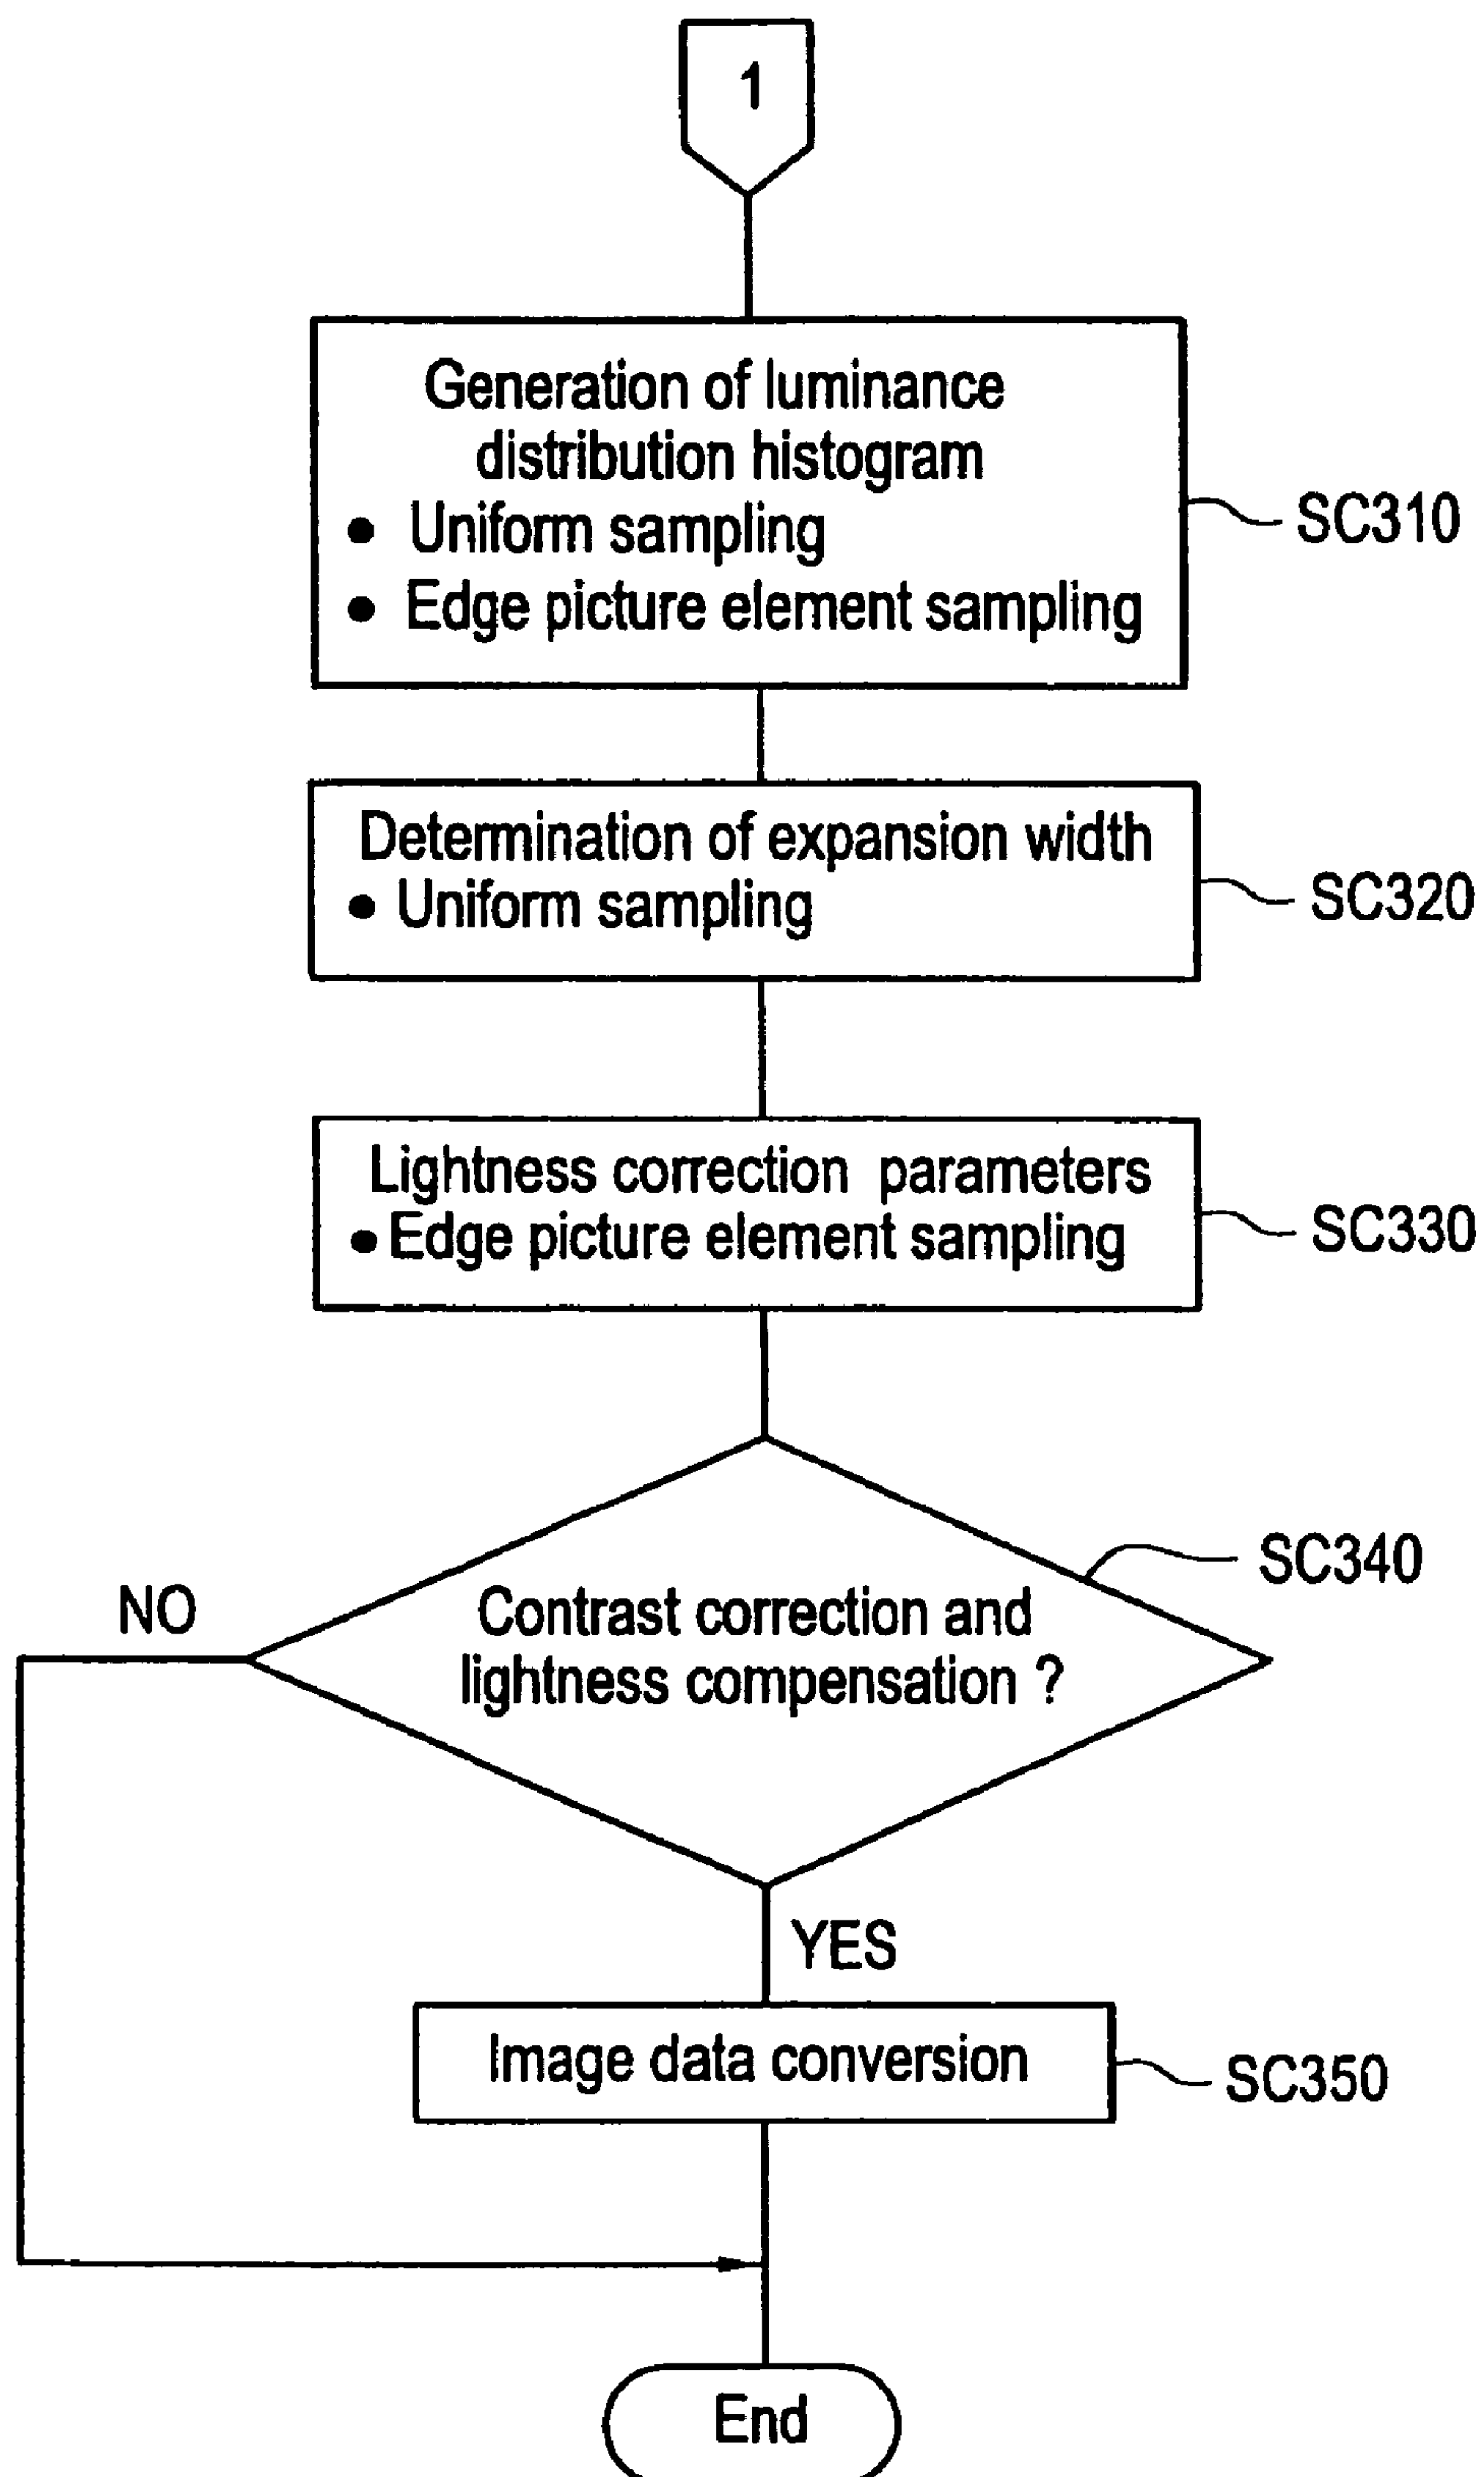 1
Generation of luminance
distribution histogram
• Uniform sampling
• Edge picture element sampling
SC310
Determination of expansion width
• Uniform sampling
SC320
Lightness correction parameters
• Edge picture element sampling
SC330
SC340
Contrast correction and
lightness compensation ?
NO
YES
Image data conversion
SC350
End